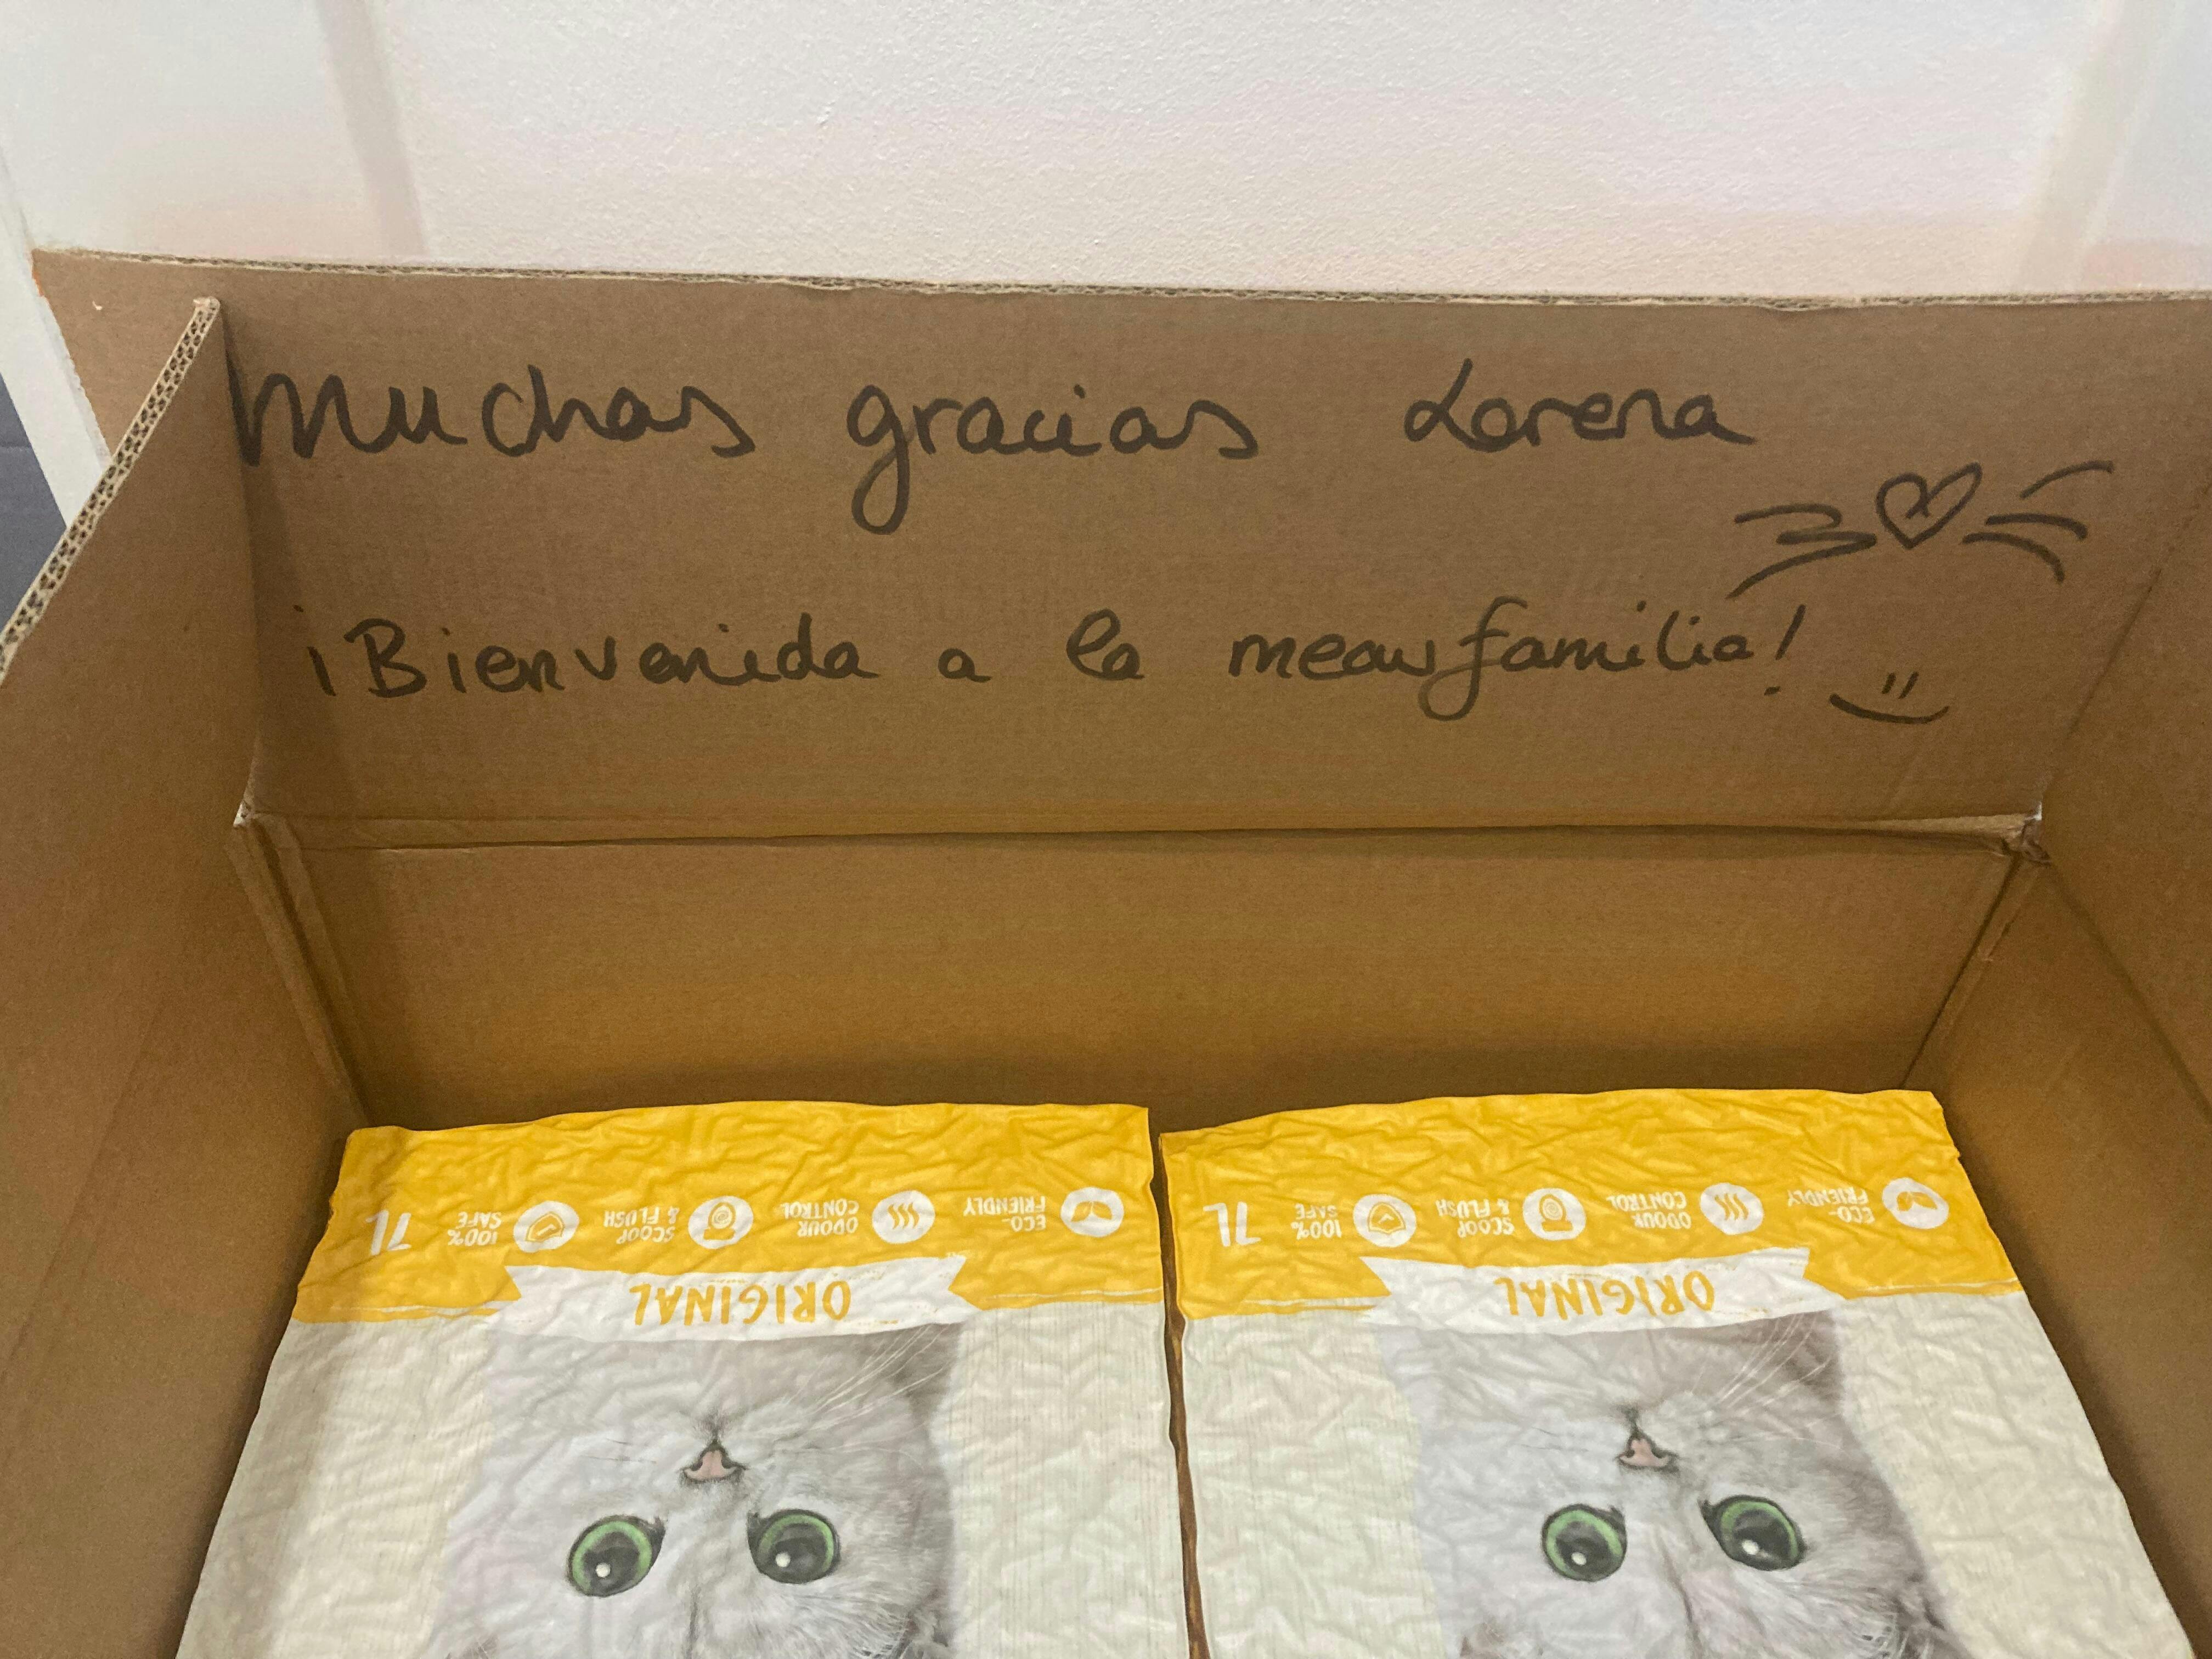 Muchas gracias Lorena
¡Bienvenida a la meowfamilia!
7L
100% SAFE
SCOOP & FLUSH
ODOUR CONTROL
ECO-FRIENDLY
ORIGINAL
7L
100% SAFE
SCOOP & FLUSH
ODOUR CONTROL
ECO-FRIENDLY
ORIGINAL